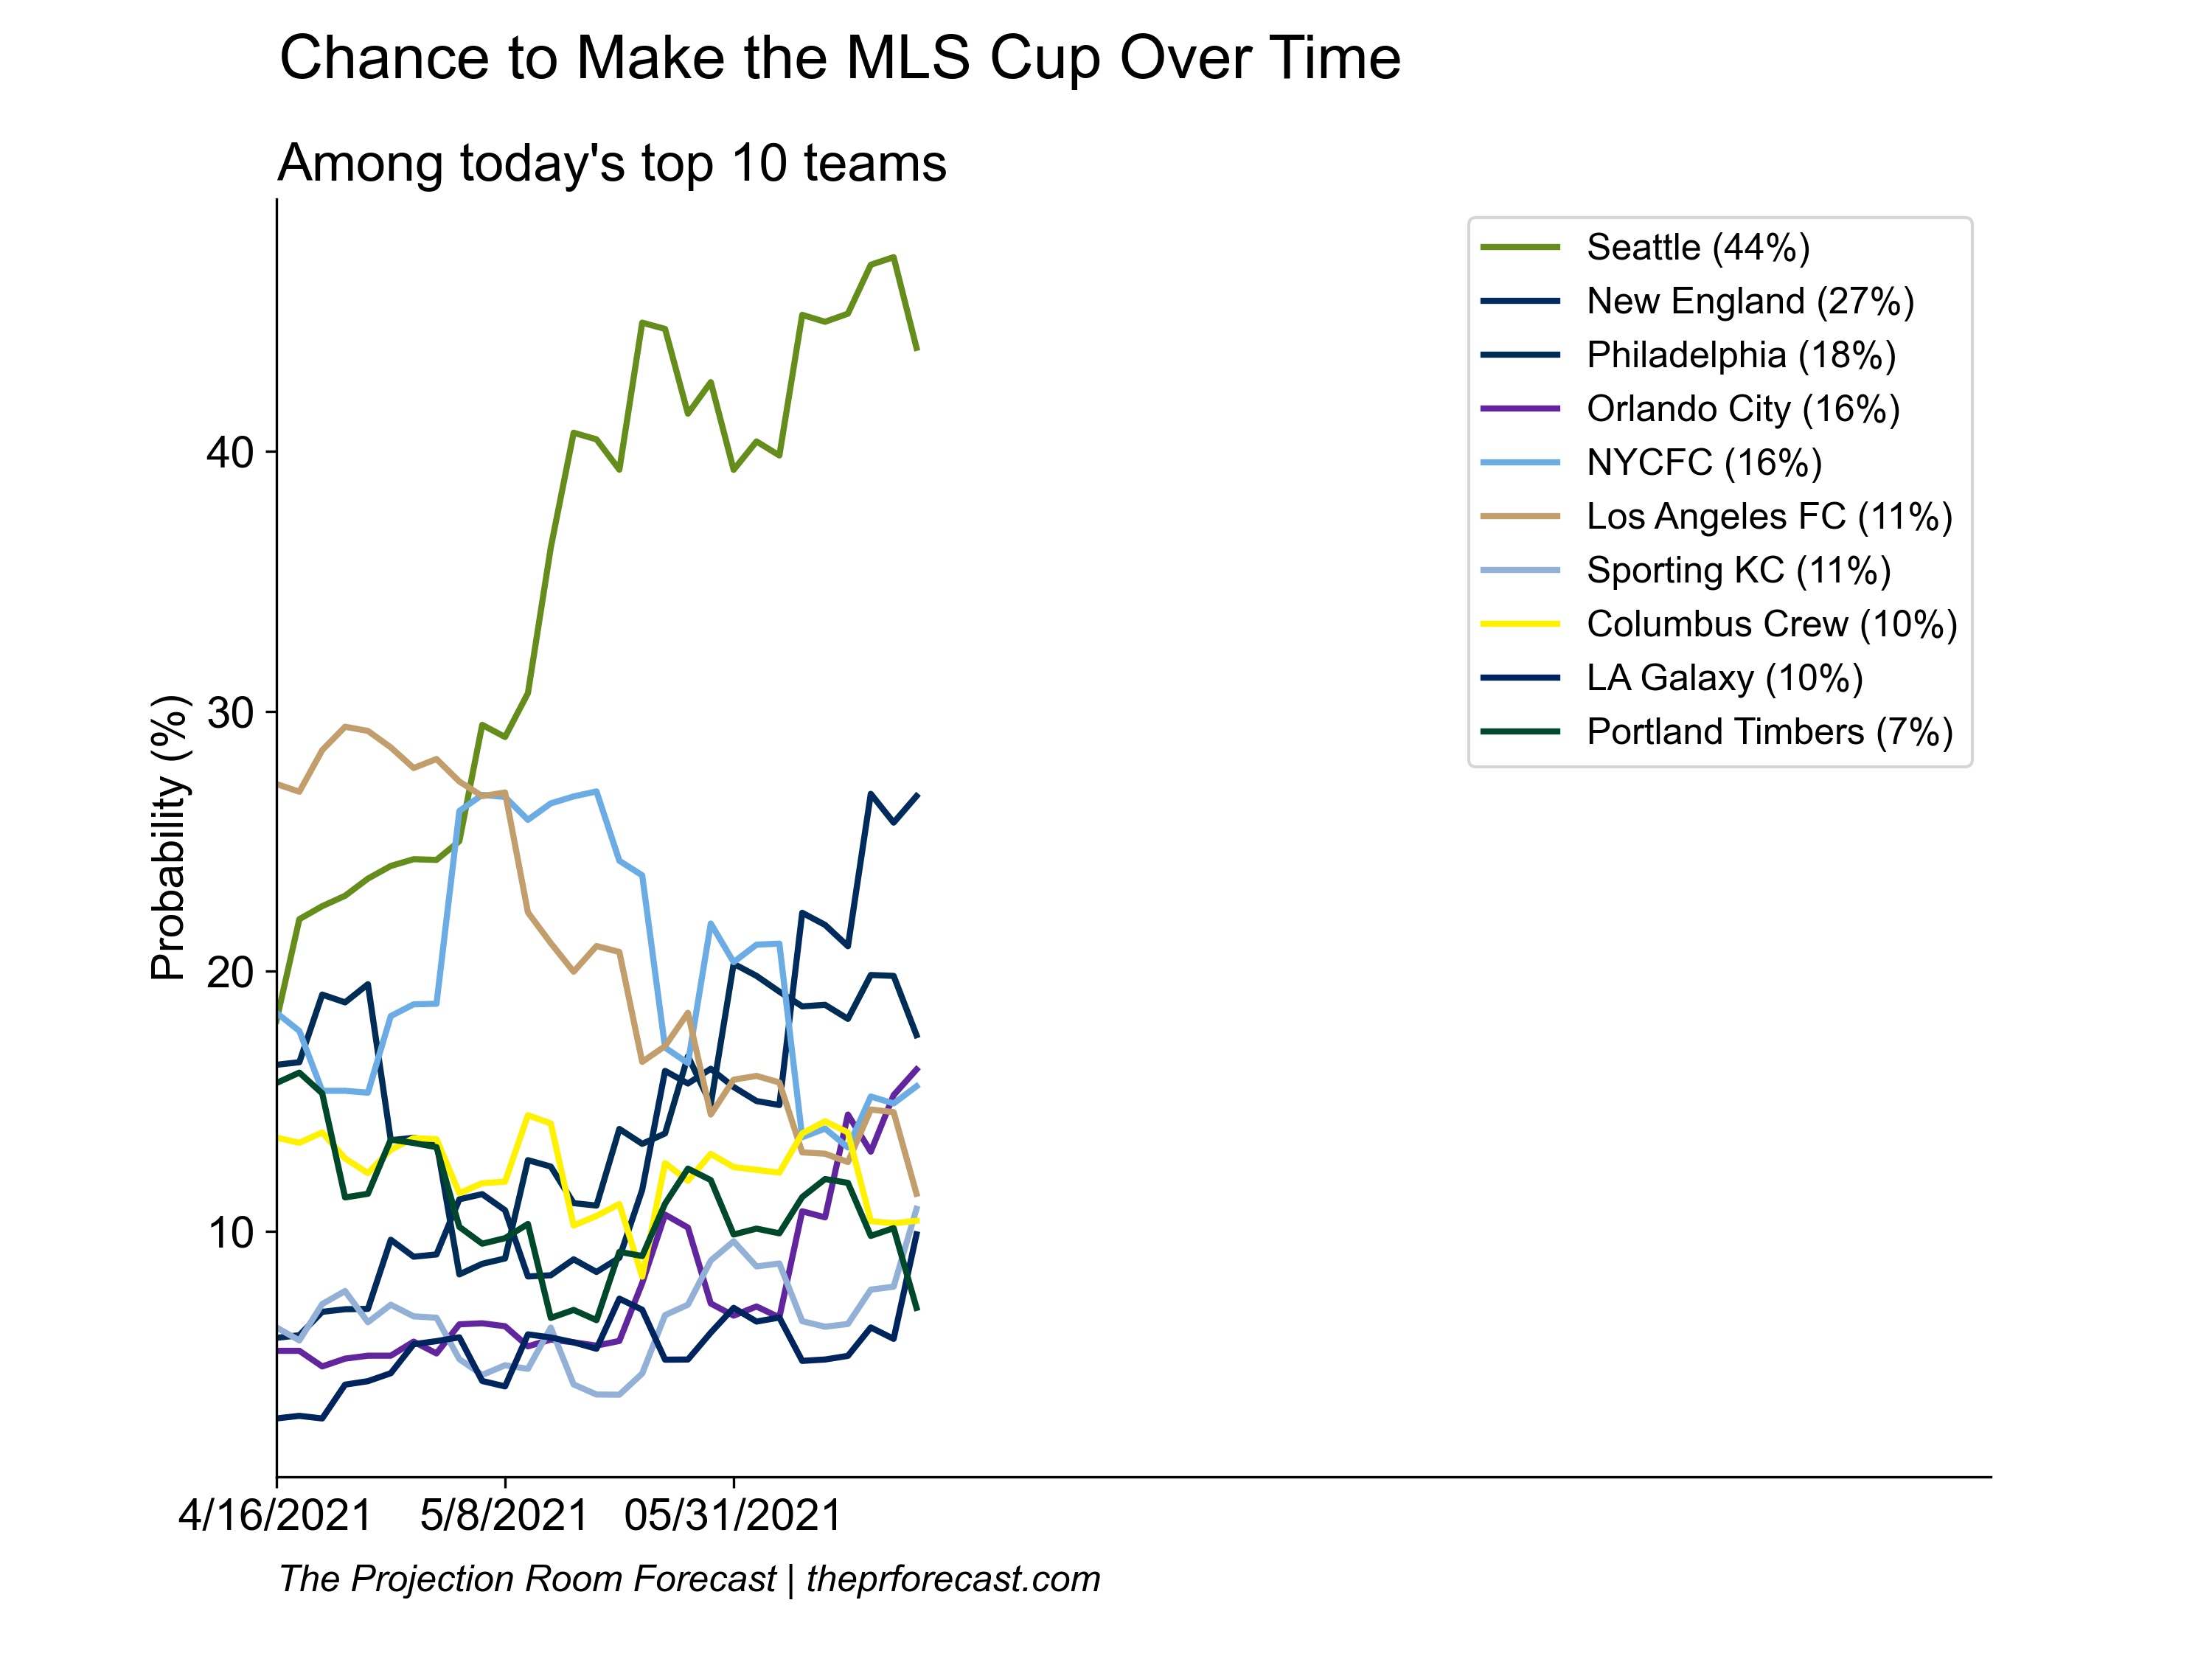 Chance to Make the MLS Cup Over Time
Among today's top 10 teams
Seattle (44%)
New England (27%)
Philadelphia (18%)
Orlando City (16%)
NYCFC (16%)
Los Angeles FC (11%)
Sporting KC (11%)
Columbus Crew (10%)
LA Galaxy (10%)
Portland Timbers (7%)
Probability (%)
40
30
20
10
4/16/2021 5/8/2021 05/31/2021
The Projection Room Forecast | theprforecast.com